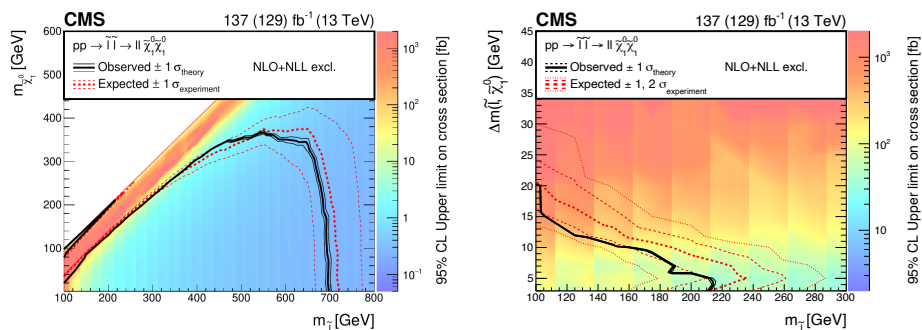 CMS 137 (129) fb⁻¹ (13 TeV)
pp → l̃ l̃ → ll χ̃⁰₁ χ̃⁰₁
Observed ± 1 σ_theory NLO+NLL excl.
Expected ± 1 σ_experiment
m_χ̃⁰₁ [GeV]
600
500
400
300
200
100
100 200 300 400 500 600 700 800
m_l̃ [GeV]
10³
10²
10
1
10⁻¹
95% CL Upper limit on cross section [fb]
CMS 137 (129) fb⁻¹ (13 TeV)
pp → l̃ l̃ → ll χ̃⁰₁ χ̃⁰₁
Observed ± 1 σ_theory NLO+NLL excl.
Expected ± 1, 2 σ_experiment
Δm(l̃, χ̃⁰₁) [GeV]
45
40
35
30
25
20
15
10
5
100 120 140 160 180 200 220 240 260 280 300
m_l̃ [GeV]
10³
10²
10
95% CL Upper limit on cross section [fb]